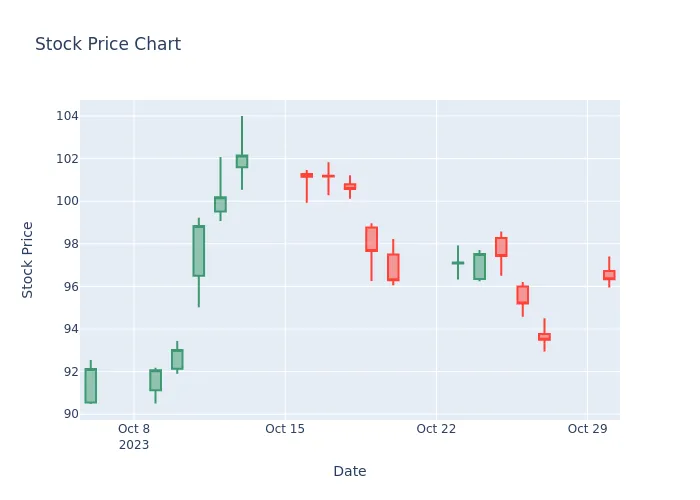 Stock Price Chart
104
102
100
98
96
94
92
90
Stock Price
Oct 8
2023
Oct 15
Oct 22
Oct 29
Date